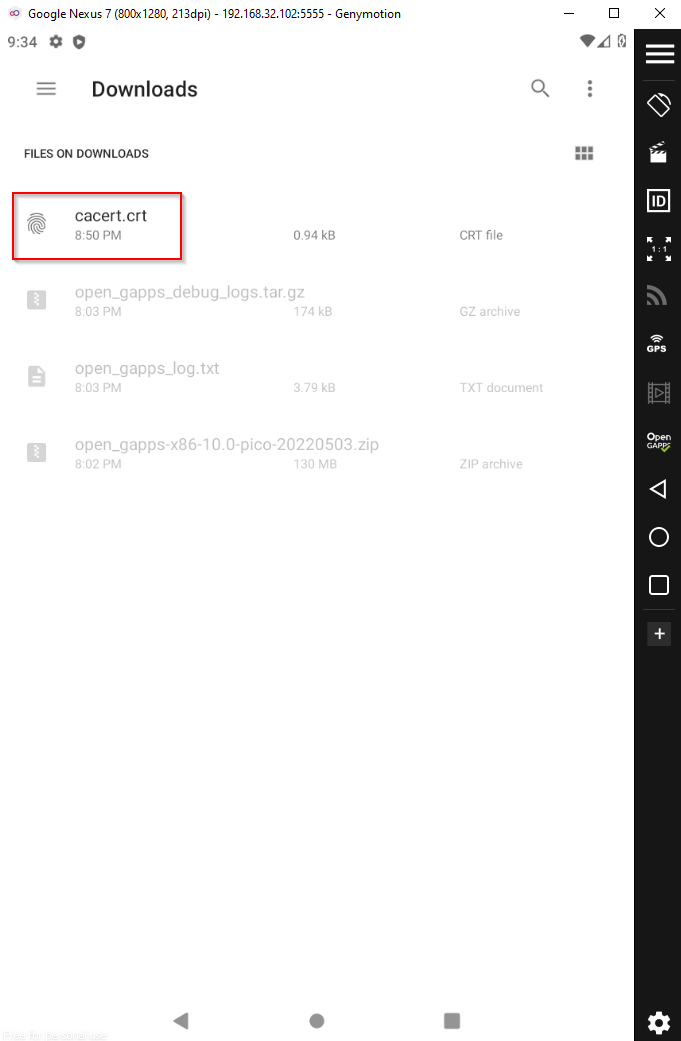 Google Nexus 7 (800x1280, 213dpi) - 192.168.32.102:5555 - Genymotion
9:34
Downloads
FILES ON DOWNLOADS
cacert.crt
8:50 PM 0.94 kB CRT file
open_gapps_debug_logs.tar.gz
8:03 PM 174 kB GZ archive
open_gapps_log.txt
8:03 PM 3.79 kB TXT document
open_gapps-x86-10.0-pico-20220503.zip
8:02 PM 130 MB ZIP archive
ID
1:1
GPS
Open
GAPPS
Free for personal use